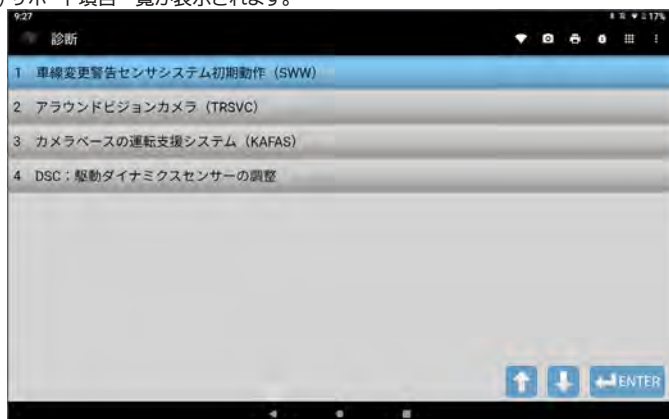 サポート項目一覧が表示されます。
9:27
17%
診断
1 車線変更警告センサシステム初期動作（SWW）
2 アラウンドビジョンカメラ（TRSVC）
3 カメラベースの運転支援システム（KAFAS）
4 DSC：駆動ダイナミクスセンサーの調整
ENTER